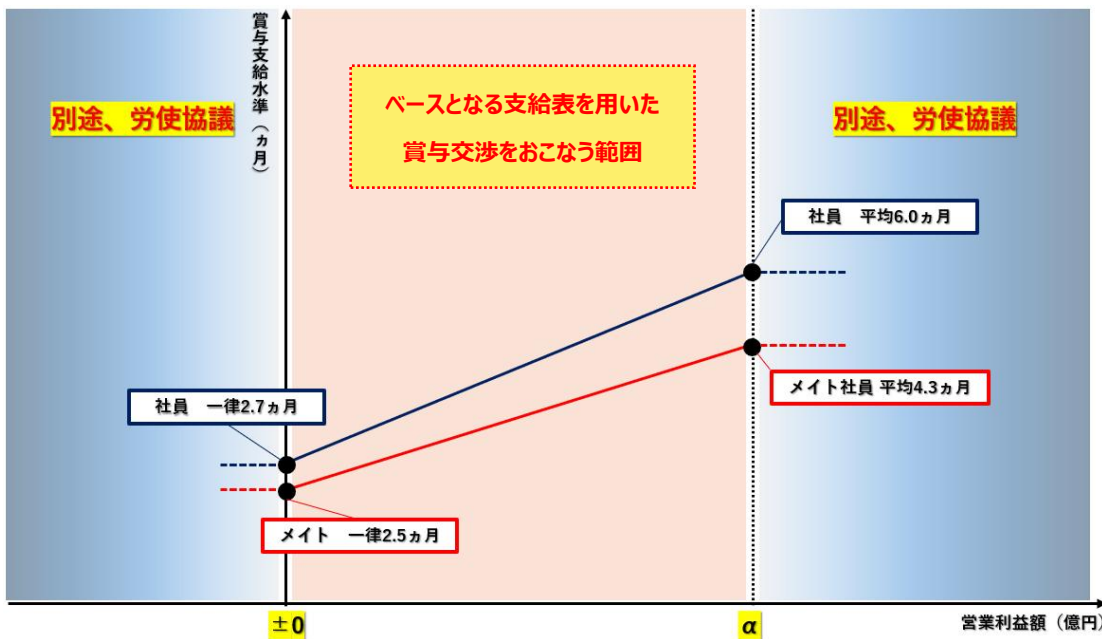 賞与支給水準（ヵ月）
別途、労使協議
ベースとなる支給表を用いた
賞与交渉をおこなう範囲
別途、労使協議
社員　平均6.0ヵ月
メイト社員 平均4.3ヵ月
社員　一律2.7ヵ月
メイト　一律2.5ヵ月
±0
α
営業利益額（億円）